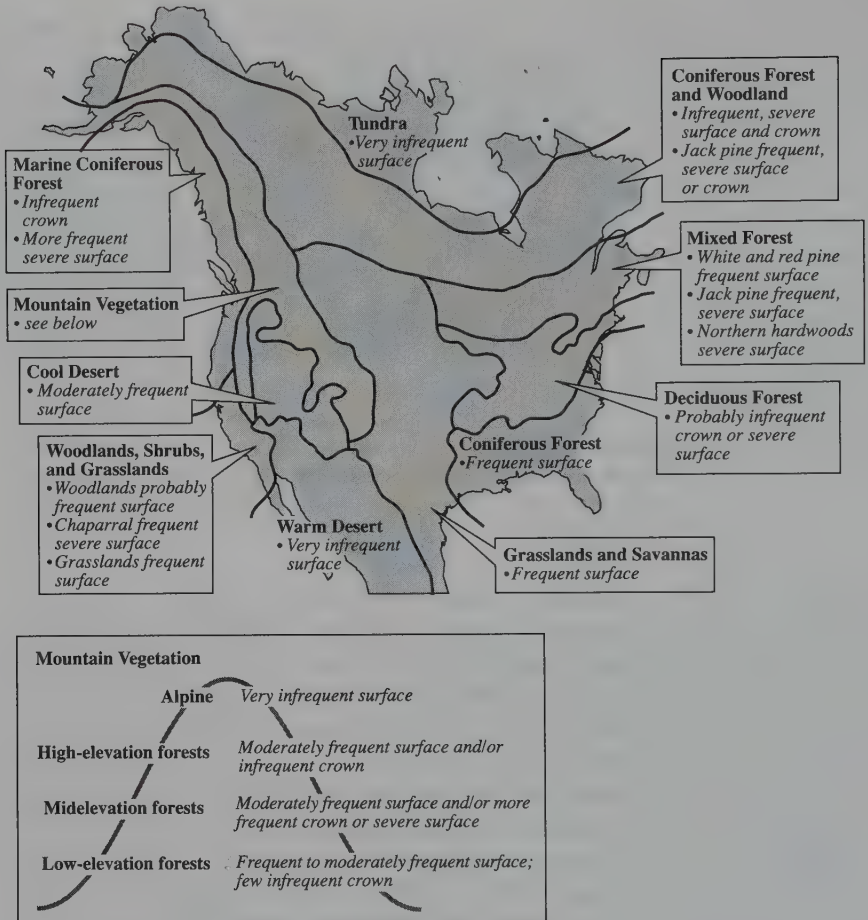 Tundra
• Very infrequent
surface
Coniferous Forest
and Woodland
• Infrequent, severe
surface and crown
• Jack pine frequent,
severe surface
or crown
Marine Coniferous
Forest
• Infrequent
crown
• More frequent
severe surface
Mixed Forest
• White and red pine
frequent surface
• Jack pine frequent,
severe surface
• Northern hardwoods
severe surface
Mountain Vegetation
• see below
Cool Desert
• Moderately frequent
surface
Deciduous Forest
• Probably infrequent
crown or severe
surface
Woodlands, Shrubs,
and Grasslands
• Woodlands probably
frequent surface
• Chaparral frequent
severe surface
• Grasslands frequent
surface
Coniferous Forest
• Frequent surface
Warm Desert
• Very infrequent
surface
Grasslands and Savannas
• Frequent surface
Mountain Vegetation
Alpine Very infrequent surface
High-elevation forests Moderately frequent surface and/or
infrequent crown
Midelevation forests Moderately frequent surface and/or more
frequent crown or severe surface
Low-elevation forests Frequent to moderately frequent surface;
few infrequent crown